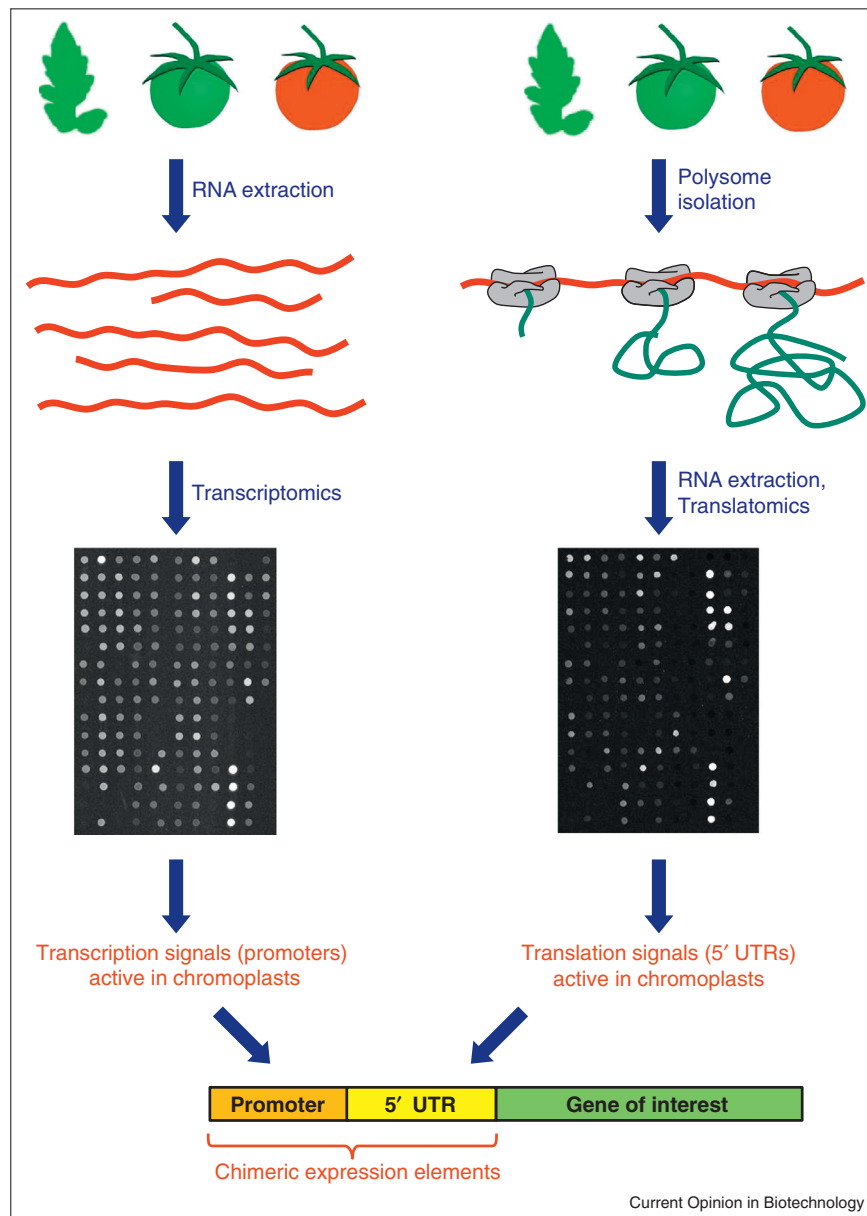 RNA extraction
Polysome
isolation
Transcriptomics
RNA extraction,
Translatomics
Transcription signals (promoters)
active in chromoplasts
Translation signals (5′ UTRs)
active in chromoplasts
Promoter
5′ UTR
Gene of interest
Chimeric expression elements
Current Opinion in Biotechnology